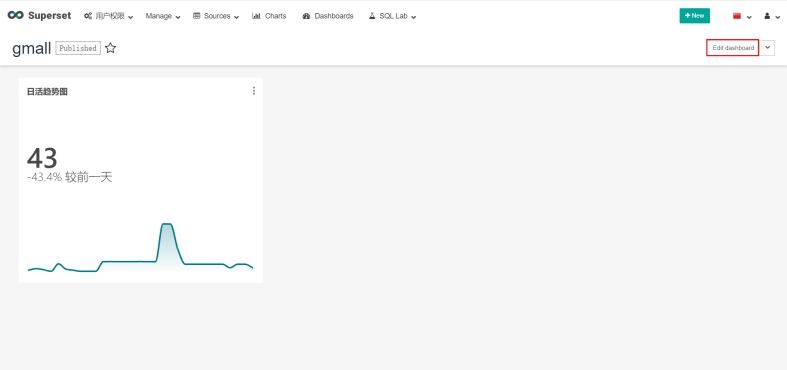 Superset 用户权限 Manage Sources Charts Dashboards SQL Lab + New
gmall Published Edit dashboard
日活趋势图
43
-43.4% 较前一天